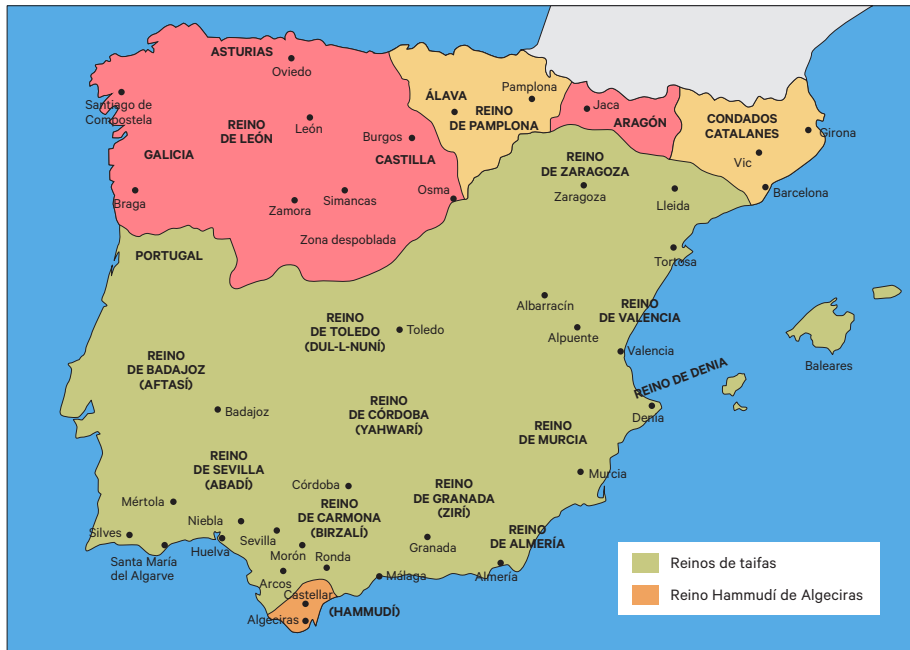 ASTURIAS
Oviedo
Santiago de
Compostela
REINO
DE LEÓN
León
GALICIA
Burgos
CASTILLA
Braga
Zamora
Simancas
Osma
Zona despoblada
PORTUGAL
ÁLAVA
Pamplona
REINO
DE PAMPLONA
Jaca
ARAGÓN
CONDADOS
CATALANES
Girona
Vic
Barcelona
REINO
DE ZARAGOZA
Zaragoza
Lleida
Tortosa
Albarracín
REINO
DE VALENCIA
Alpuente
Valencia
REINO
DE TOLEDO
(DUL-L-NUNÍ)
Toledo
Baleares
REINO DE DENIA
Denia
REINO
DE BADAJOZ
(AFTASÍ)
Badajoz
REINO
DE CÓRDOBA
(YAHWARÍ)
REINO
DE MURCIA
Murcia
REINO
DE SEVILLA
(ABADÍ)
Córdoba
REINO
DE GRANADA
(ZIRÍ)
Mértola
Niebla
REINO
DE CARMONA
(BIRZALÍ)
Silves
Huelva
Sevilla
Morón
Ronda
Granada
REINO
DE ALMERÍA
Santa María
del Algarve
Arcos
Málaga
Almería
Castellar
Algeciras
(HAMMUDÍ)
Reinos de taifas
Reino Hammudí de Algeciras